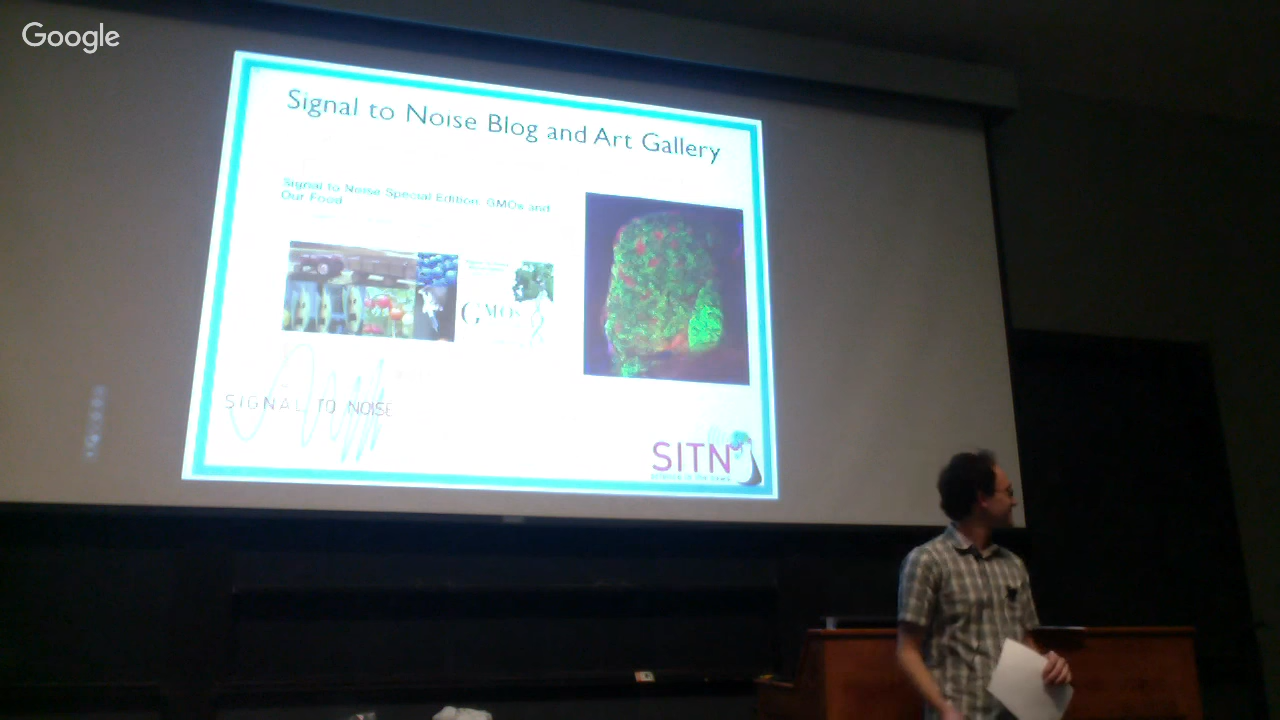 Google
Signal to Noise Blog and Art Gallery
Signal to Noise Special Edition: GMOs and
Our Food
GMOs
SIGNAL TO NOISE
SITN